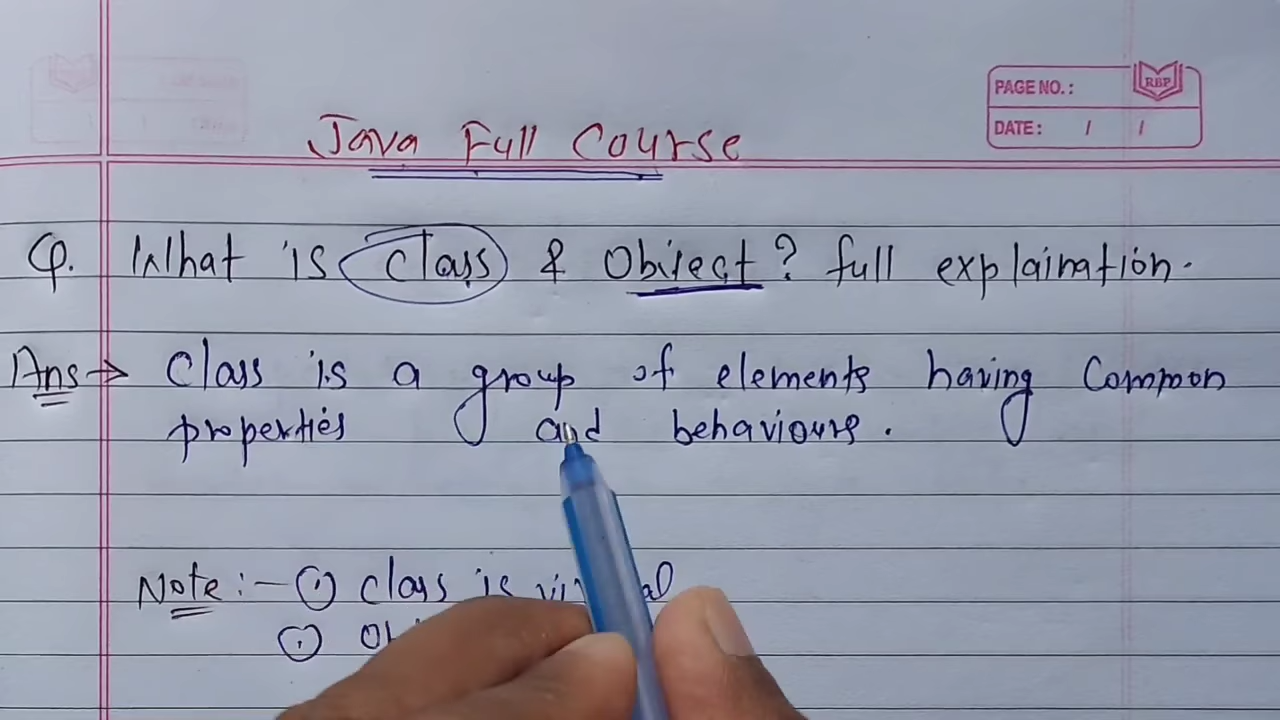 PAGE NO. :
RBP
DATE : / /
Java Full Course
Q. What is Class & Object? full explaination.
Ans → Class is a group of elements having Common
properties and behaviours.
Note :- ⊙ class is
⊙